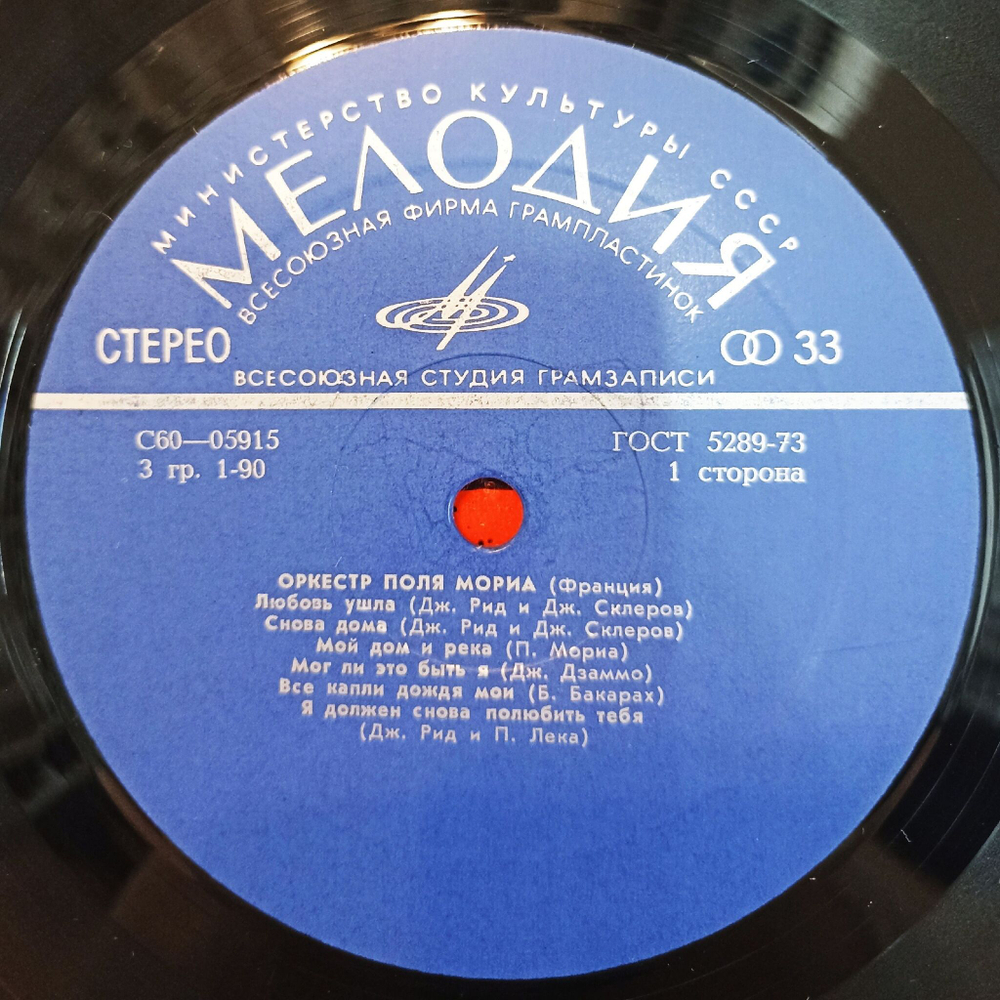 МИНИСТЕРСТВО КУЛЬТУРЫ СССР
МЕЛОДИЯ
ВСЕСОЮЗНАЯ ФИРМА ГРАМПЛАСТИНОК
СТЕРЕО
33
ВСЕСОЮЗНАЯ СТУДИЯ ГРАМЗАПИСИ
С60—05915
ГОСТ 5289-73
3 гр. 1-90
1 сторона
ОРКЕСТР ПОЛЯ МОРИА (Франция)
Любовь ушла (Дж. Рид и Дж. Склеров)
Снова дома (Дж. Рид и Дж. Склеров)
Мой дом и река (П. Мориа)
Мог ли это быть я (Дж. Дзаммо)
Все капли дождя мои (Б. Бакарах)
Я должен снова полюбить тебя
(Дж. Рид и П. Лека)